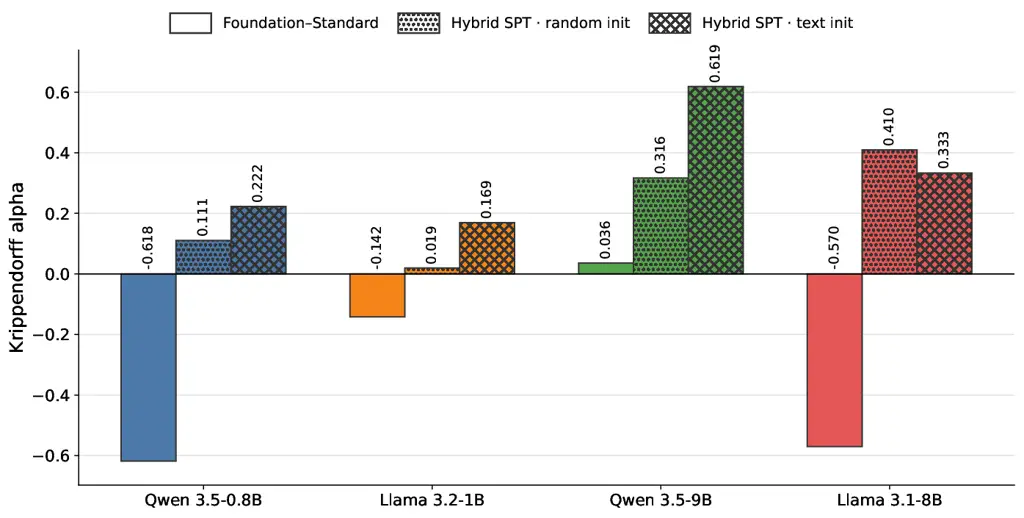 Foundation–Standard
Hybrid SPT · random init
Hybrid SPT · text init
Krippendorff alpha
0.6
0.4
0.2
0.0
−0.2
−0.4
−0.6
-0.618
0.111
0.222
-0.142
0.019
0.169
0.036
0.316
0.619
-0.570
0.410
0.333
Qwen 3.5-0.8B
Llama 3.2-1B
Qwen 3.5-9B
Llama 3.1-8B